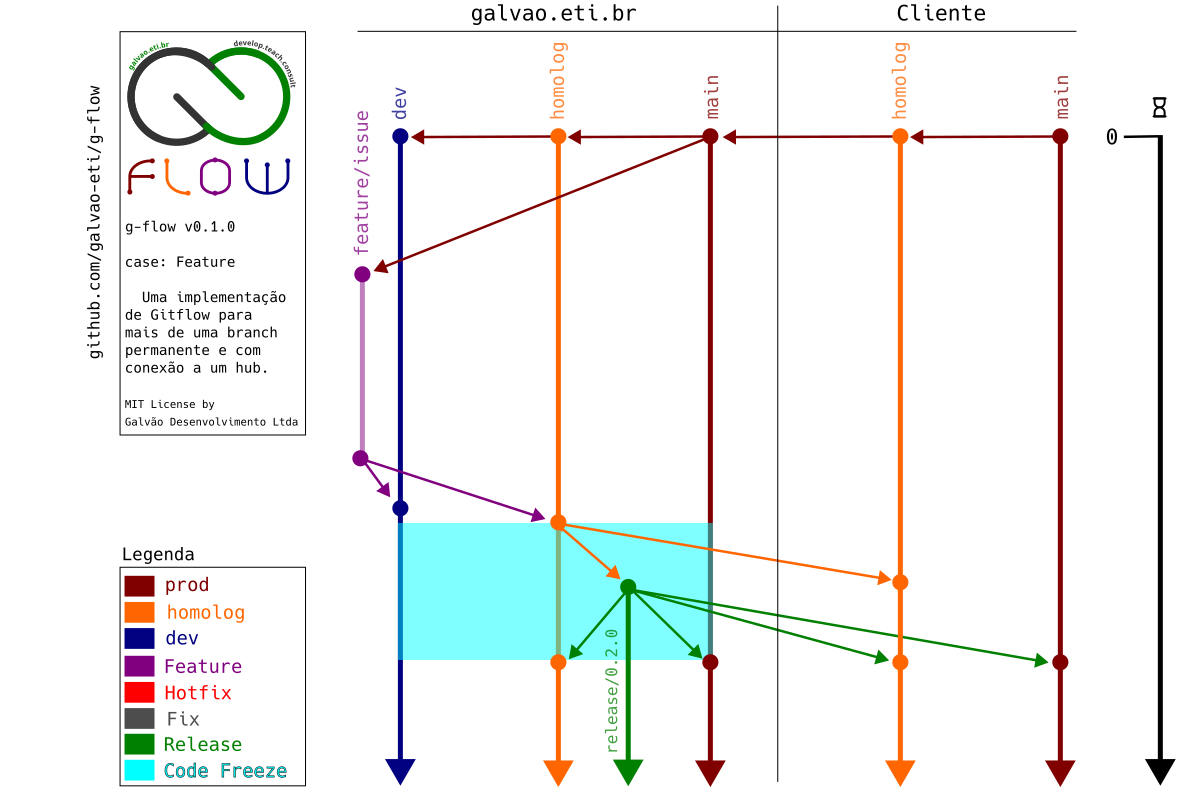 galvao.eti.br
Cliente
github.com/galvao-eti/g-flow
galvao.eti.br
develop.teach.consult
FLOW
g-flow v0.1.0
case: Feature
Uma implementação
de Gitflow para
mais de uma branch
permanente e com
conexão a um hub.
MIT License by
Galvão Desenvolvimento Ltda
feature/issue
dev
homolog
main
homolog
main
0
release/0.2.0
Legenda
prod
homolog
dev
Feature
Hotfix
Fix
Release
Code Freeze